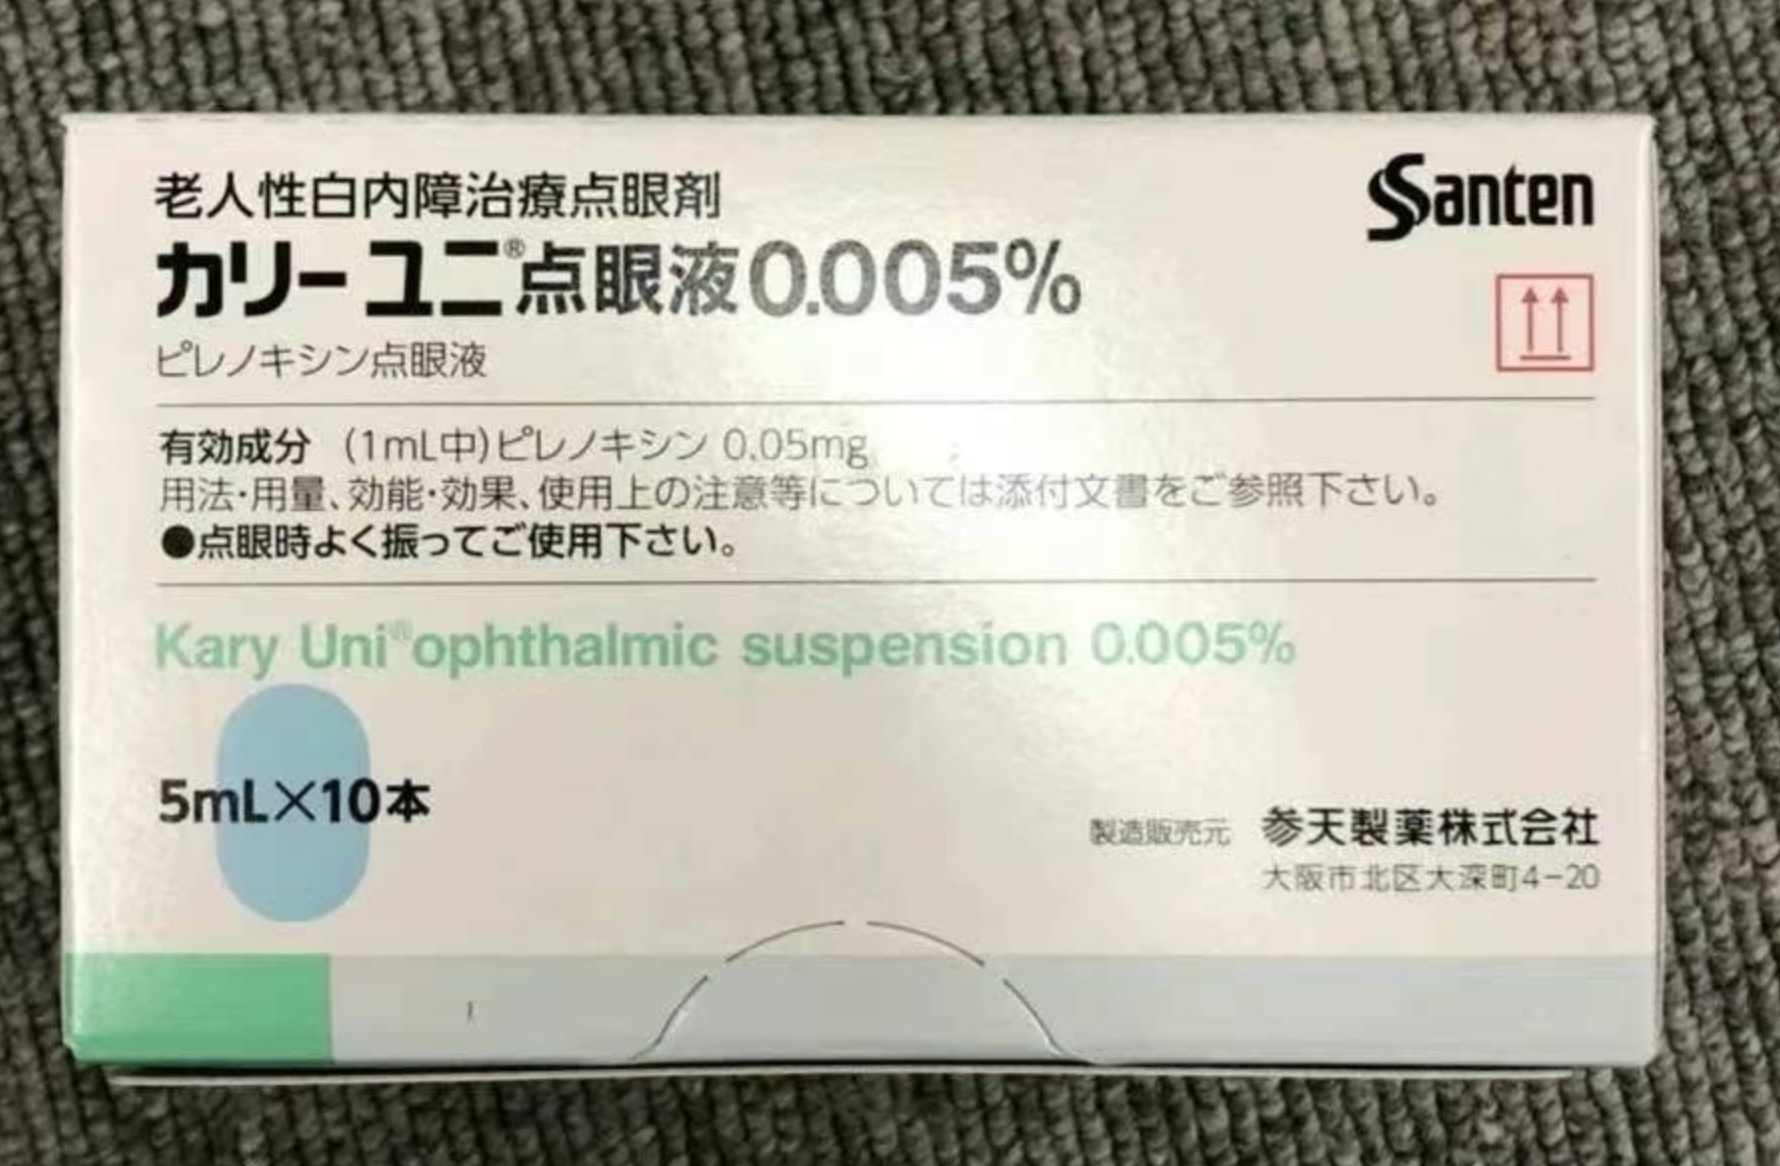 老人性白内障治療点眼剤
Santen
カリーユニ®点眼液0.005%
ピレノキシン点眼液
有効成分 (1mL中)ピレノキシン 0.05mg
用法・用量、効能・効果、使用上の注意等については添付文書をご参照下さい。
●点眼時よく振ってご使用下さい。
Kary Uni®ophthalmic suspension 0.005%
5mL×10本
製造販売元 参天製薬株式会社
大阪市北区大深町4-20